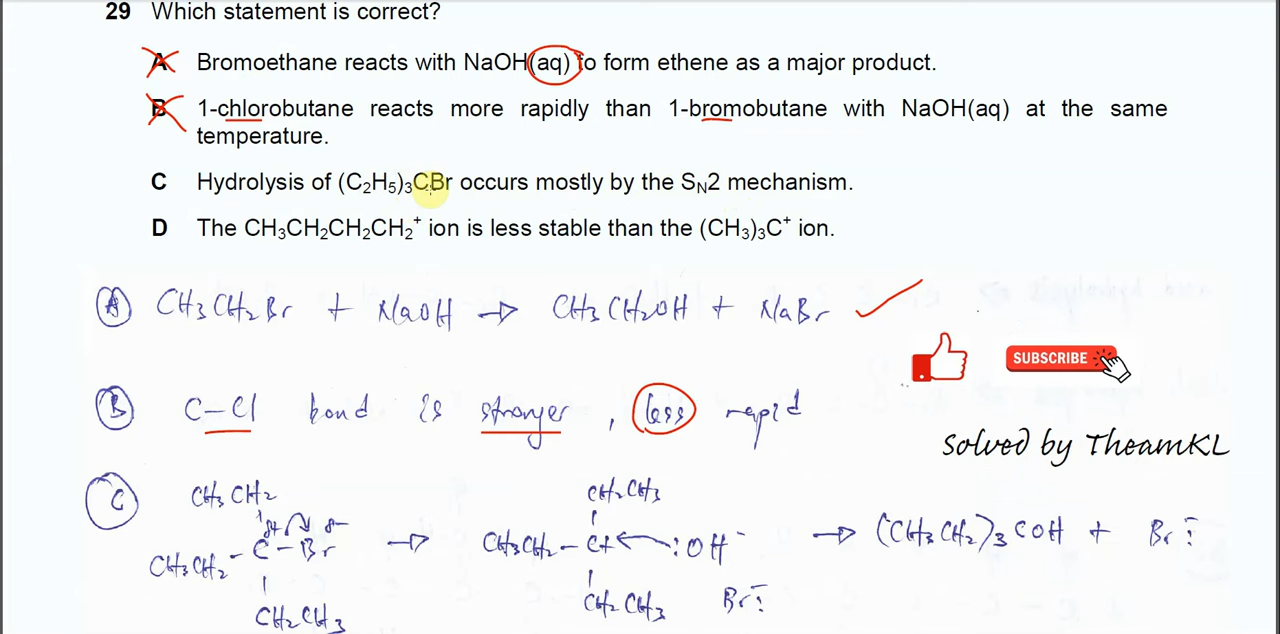 29 Which statement is correct?
A Bromoethane reacts with NaOH(aq) to form ethene as a major product.
B 1-chlorobutane reacts more rapidly than 1-bromobutane with NaOH(aq) at the same
temperature.
C Hydrolysis of (C₂H₅)₃CBr occurs mostly by the Sₙ2 mechanism.
D The CH₃CH₂CH₂CH₂⁺ ion is less stable than the (CH₃)₃C⁺ ion.
Ⓐ CH₃CH₂Br + NaOH → CH₃CH₂OH + NaBr
SUBSCRIBE
Ⓑ C-Cl bond is stronger, less rapid
Solved by TheamKL
Ⓒ CH₃CH₂ CH₂CH₃
δ+ δ-
CH₃CH₂ - C - Br → CH₃CH₂ - C+ :OH⁻ → (CH₃CH₂)₃COH + Br:⁻
CH₂CH₃ CH₂CH₃ Br:⁻